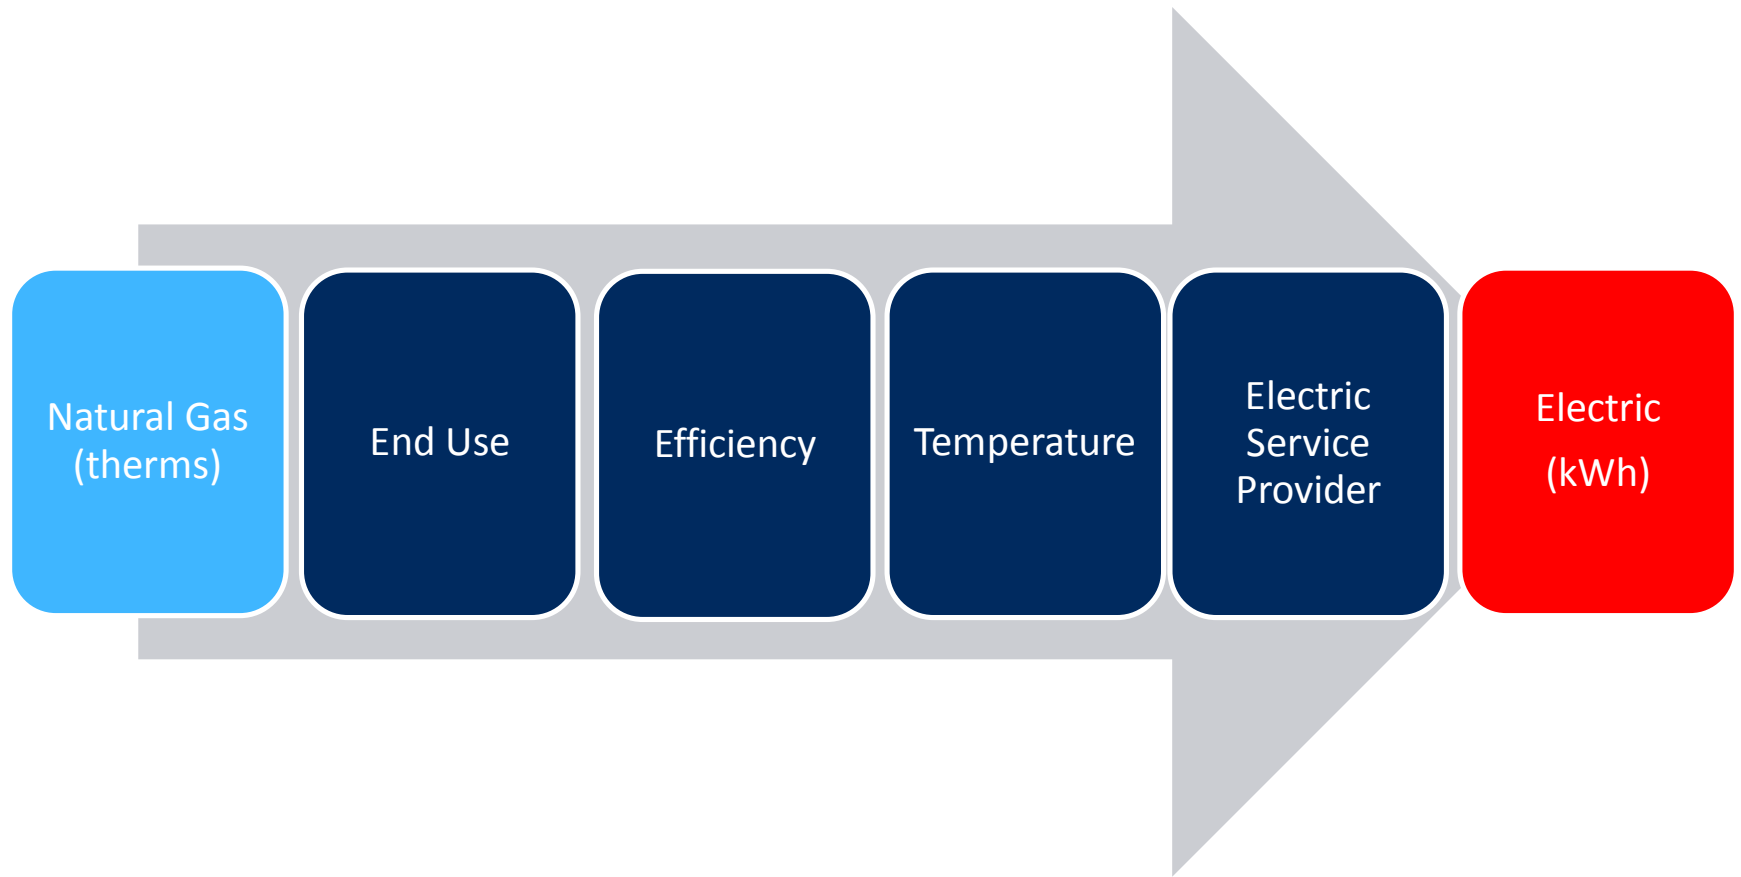 Natural Gas
(therms)
End Use
Efficiency
Temperature
Electric
Service
Provider
Electric
(kWh)